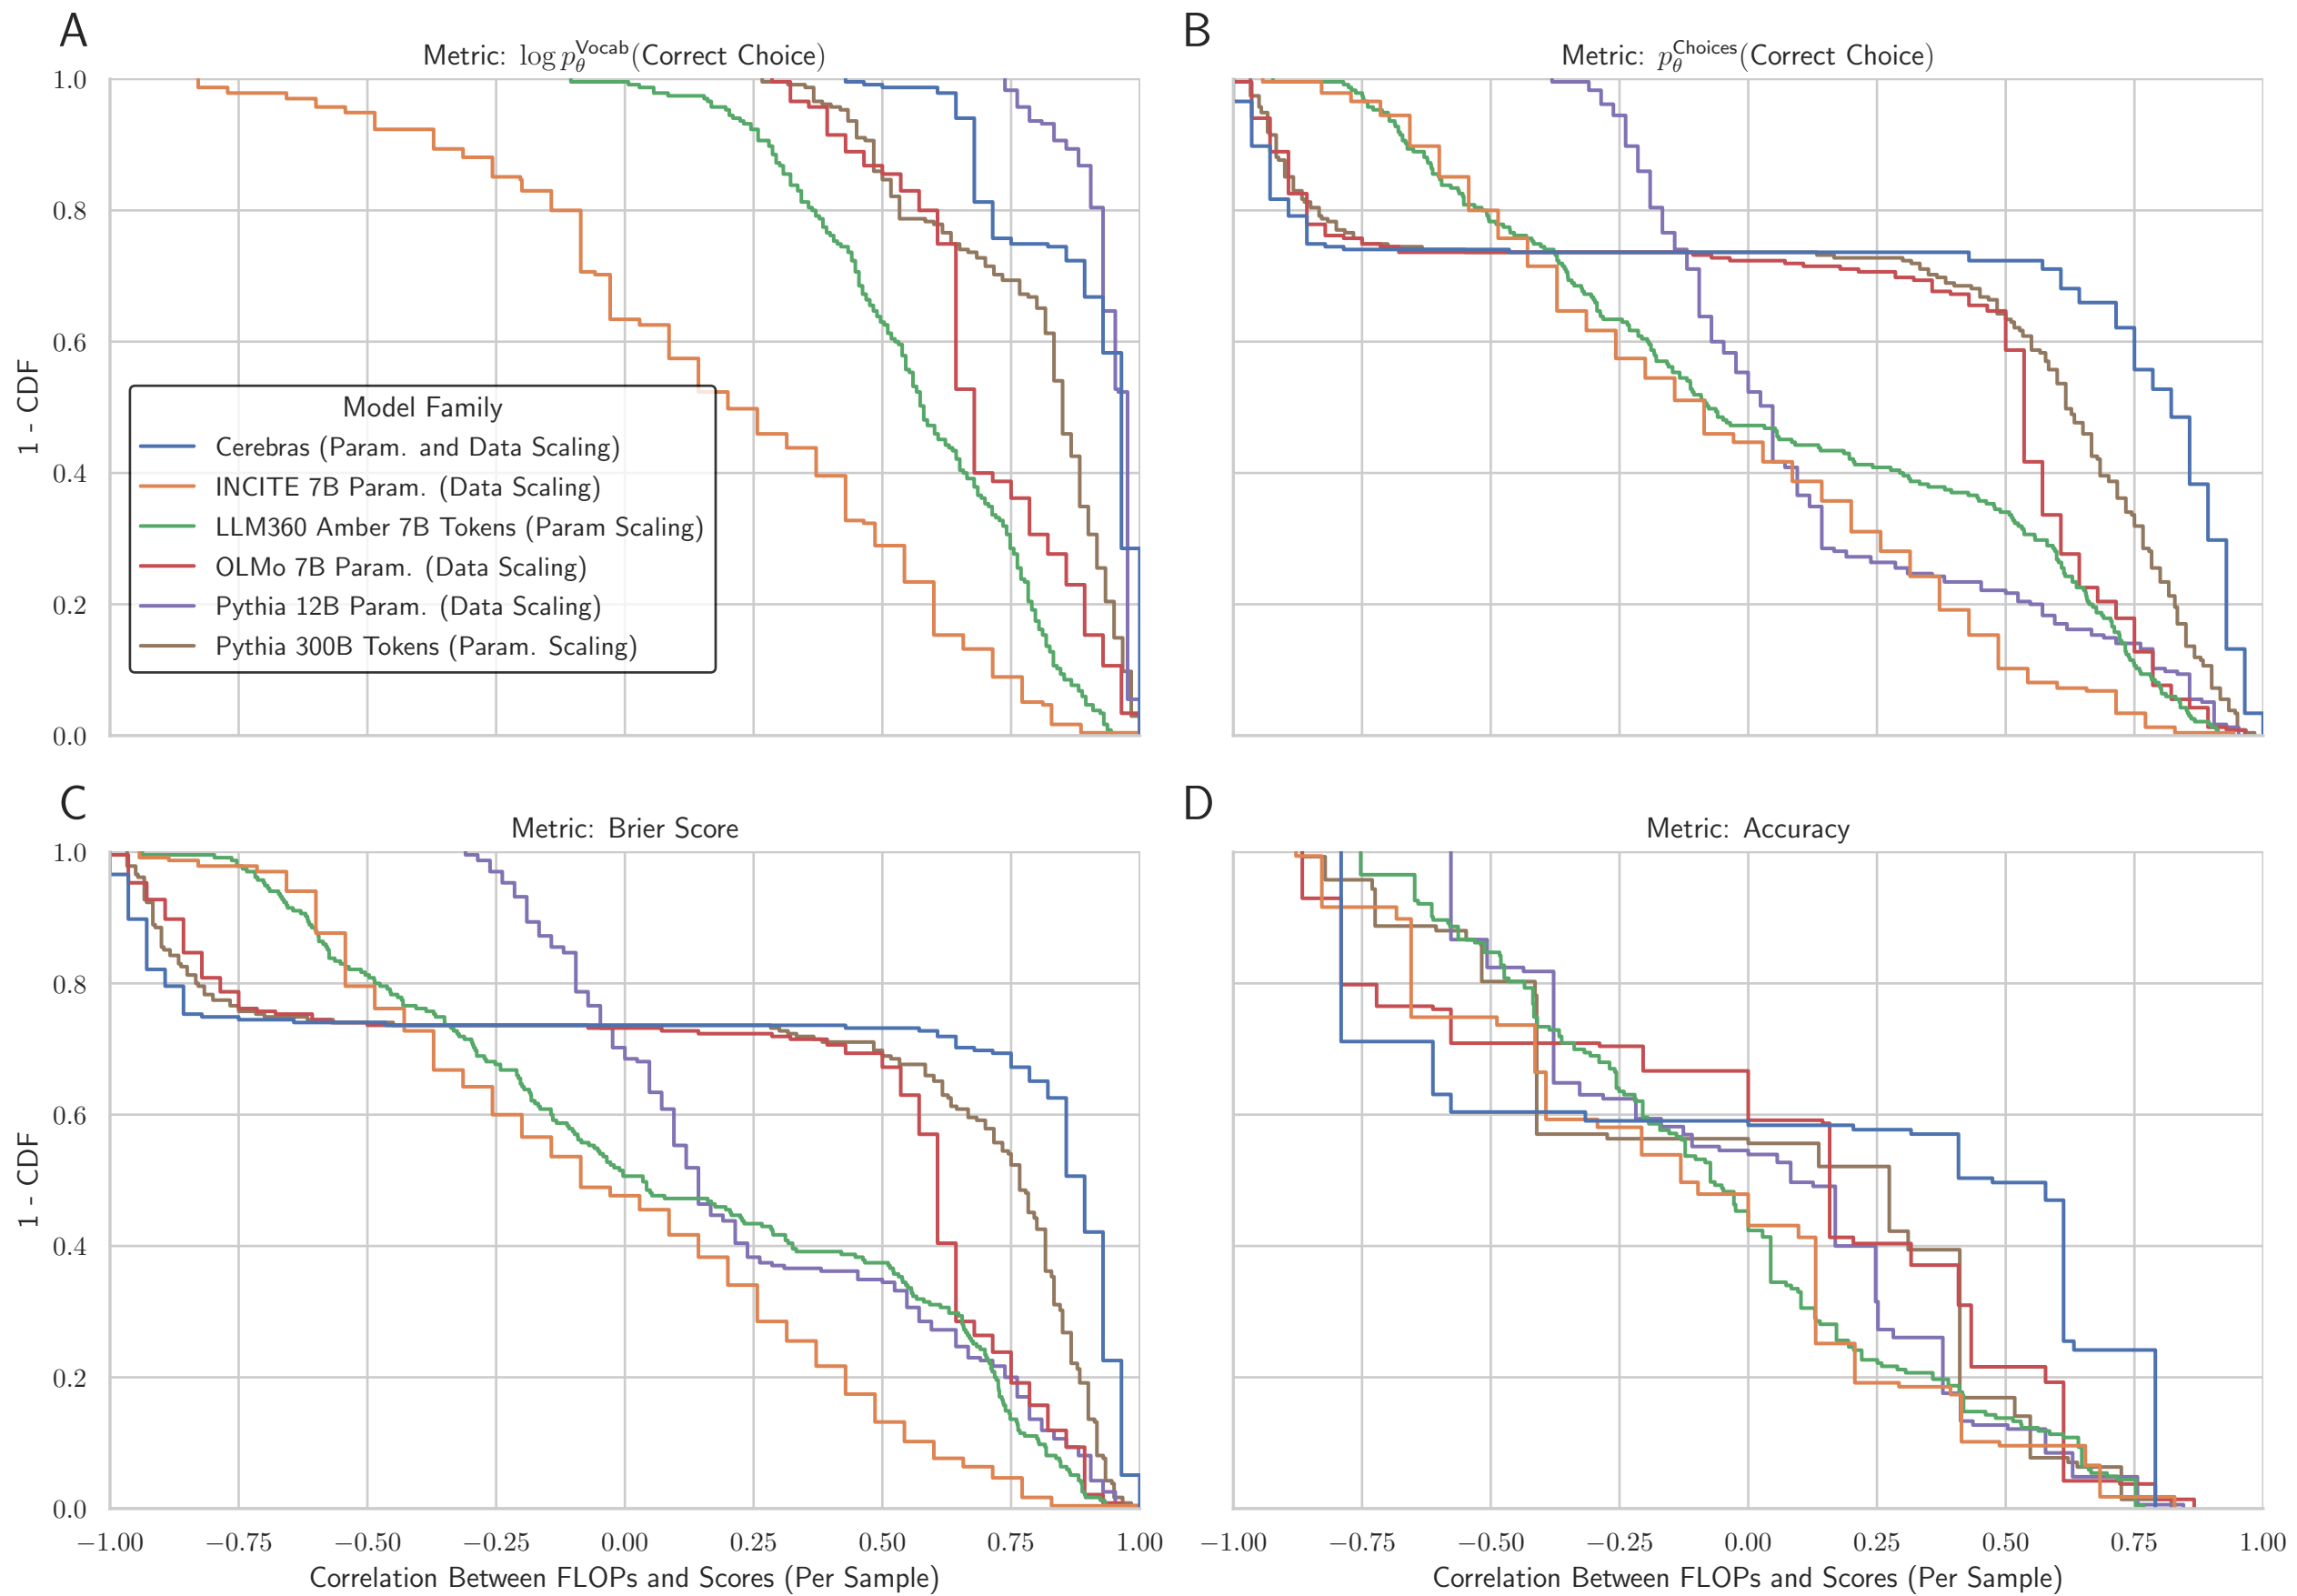 A
Metric: log p_θ^Vocab(Correct Choice)
1.0
0.8
0.6
0.4
0.2
0.0
1 - CDF
Model Family
Cerebras (Param. and Data Scaling)
INCITE 7B Param. (Data Scaling)
LLM360 Amber 7B Tokens (Param Scaling)
OLMo 7B Param. (Data Scaling)
Pythia 12B Param. (Data Scaling)
Pythia 300B Tokens (Param. Scaling)
B
Metric: p_θ^Choices(Correct Choice)
C
Metric: Brier Score
1.0
0.8
0.6
0.4
0.2
0.0
1 - CDF
−1.00 −0.75 −0.50 −0.25 0.00 0.25 0.50 0.75 1.00
Correlation Between FLOPs and Scores (Per Sample)
D
Metric: Accuracy
−1.00 −0.75 −0.50 −0.25 0.00 0.25 0.50 0.75 1.00
Correlation Between FLOPs and Scores (Per Sample)